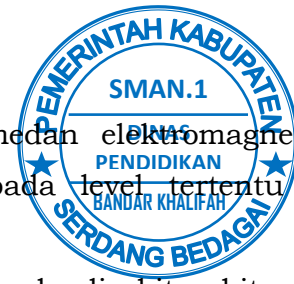 PEMERINTAH KABUPATEN
SMAN.1
DINAS
PENDIDIKAN
BANDAR KHALIFAH
SERDANG BEDAGAI
medan elektromagne
pada level tertentu